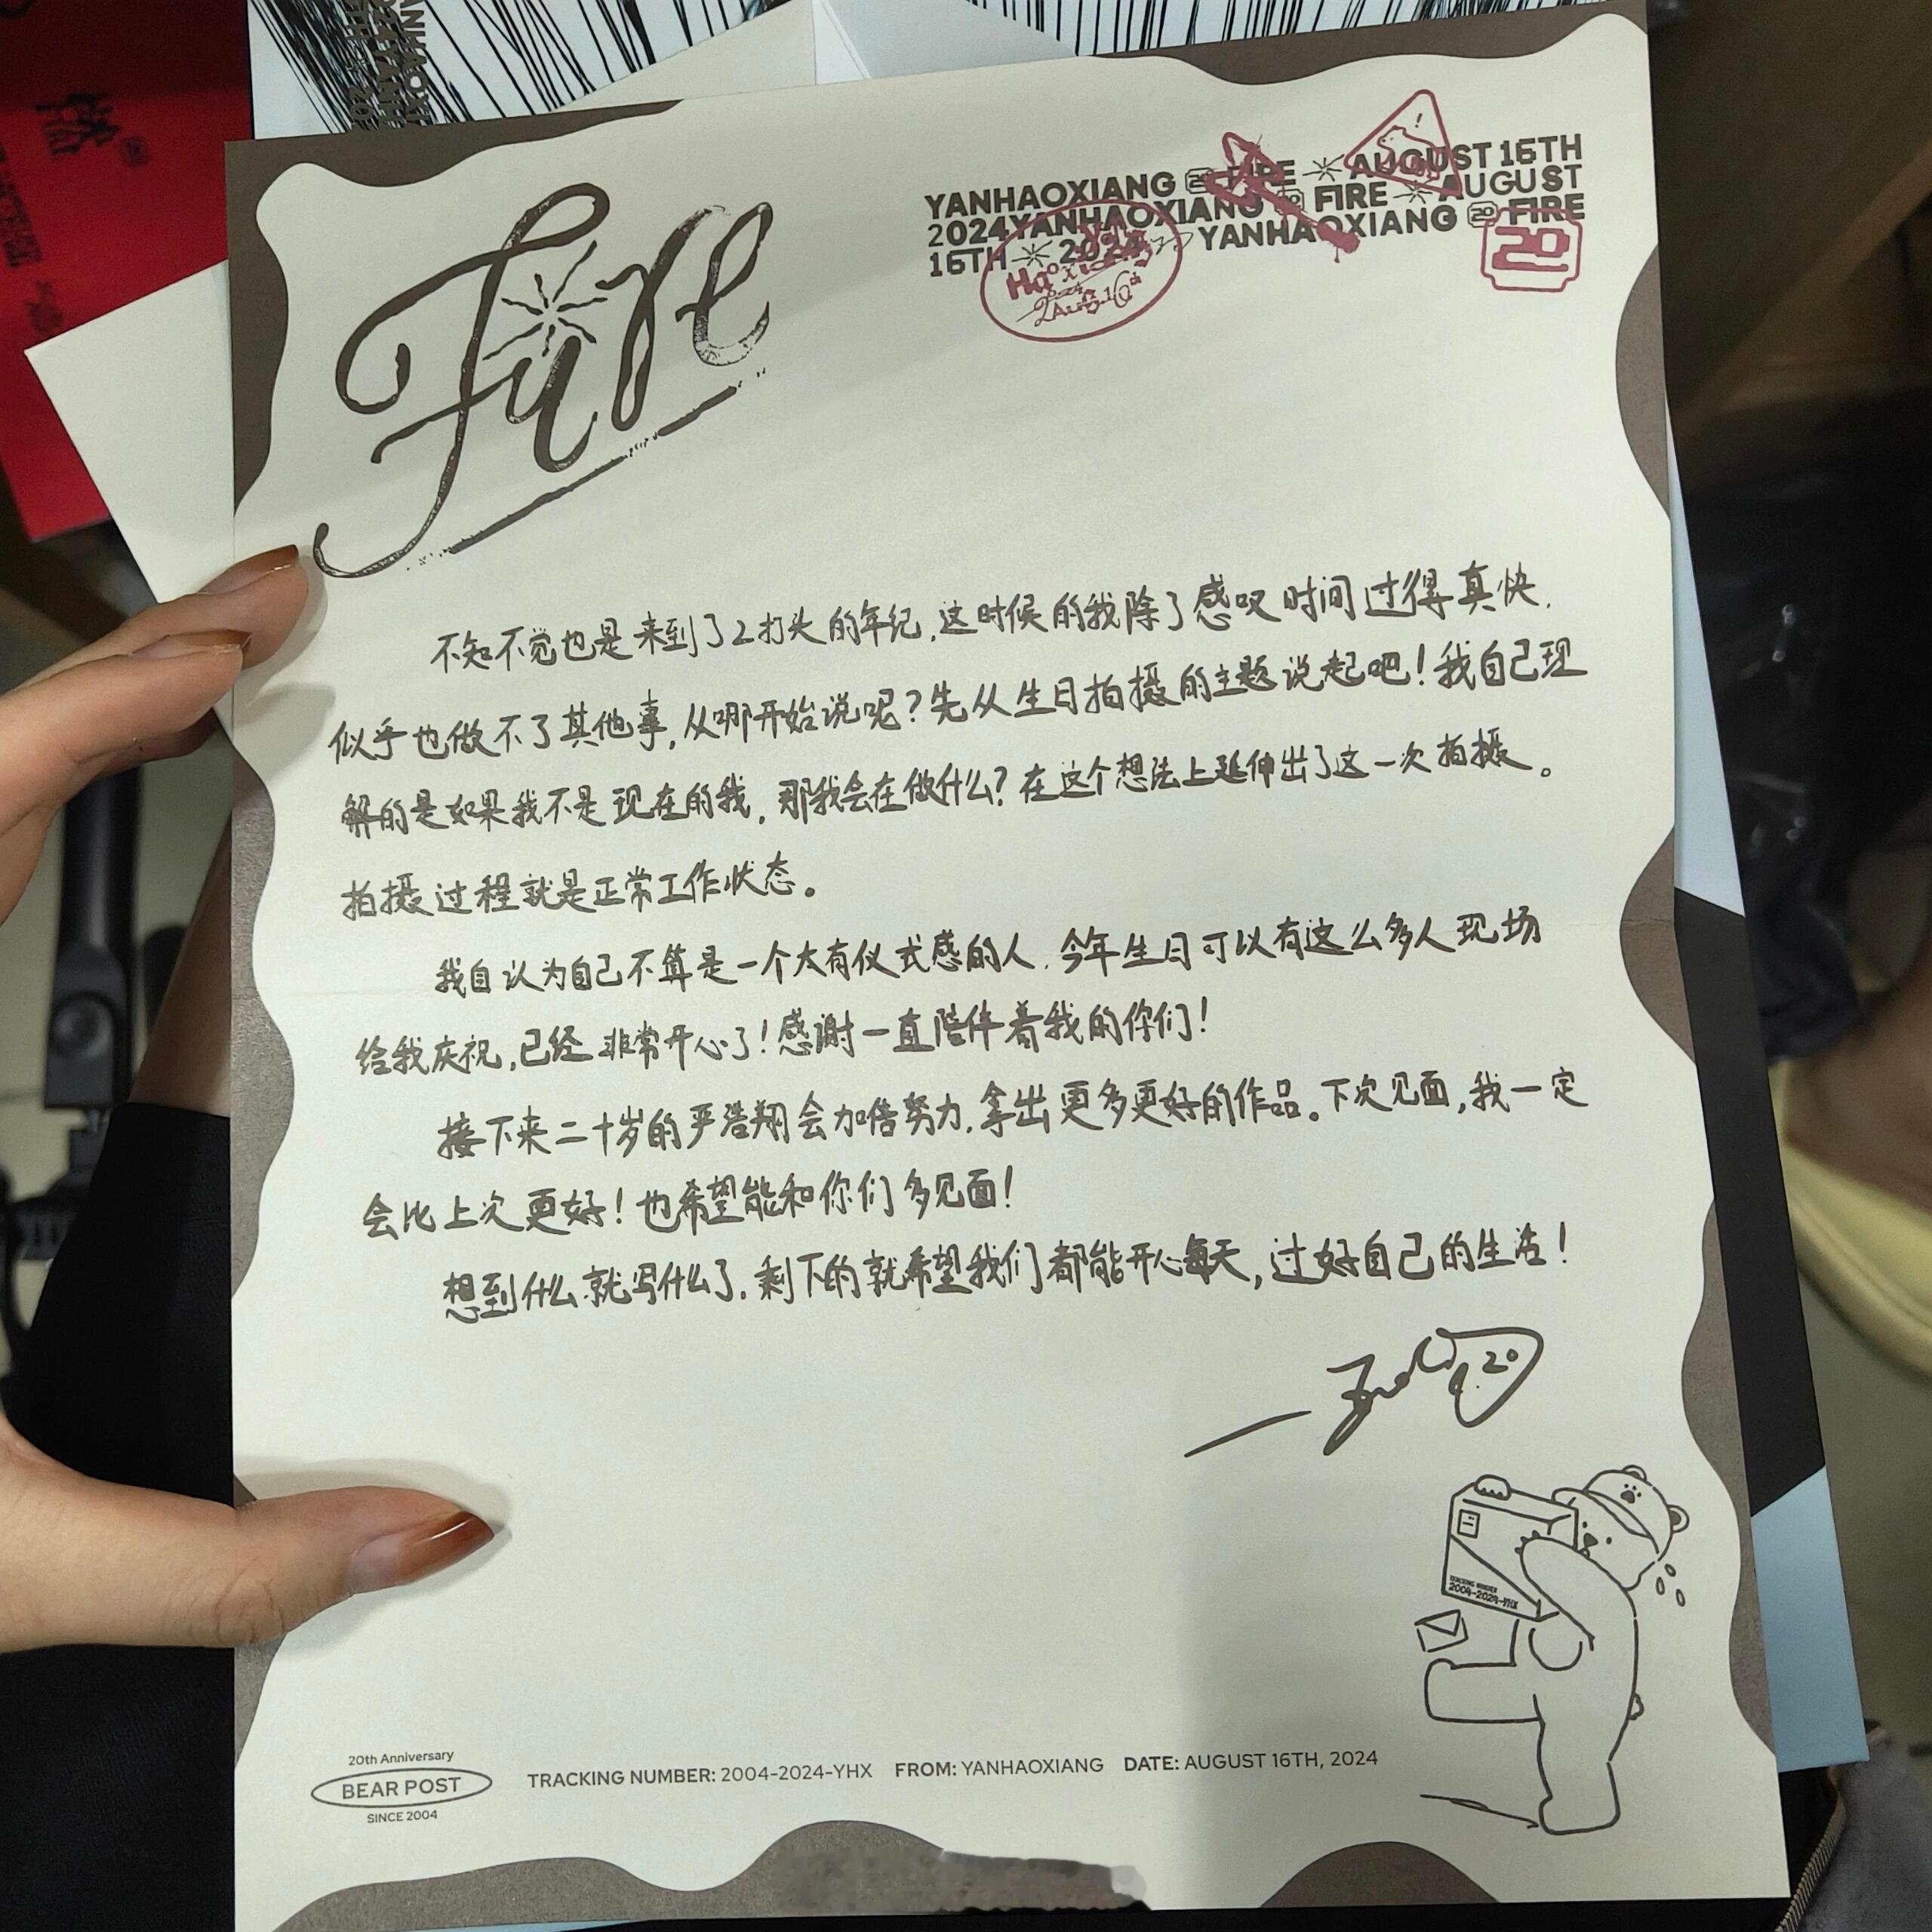 Fire
YANHAOXIANG 20 FIRE AUGUST 16TH
2024YANHAOXIANG 20 FIRE AUGUST
16TH 2024 YANHAOXIANG 20 FIRE
20
不知不觉也是来到了2打头的年纪,这时候的我除了感叹时间过得真快,
似乎也做不了其他事,从哪开始说呢?先从生日拍摄的主题说起吧!我自己现
解的是如果我不是现在的我,那我会在做什么?在这个想法上延伸出了这一次拍摄。
拍摄过程就是正常工作状态。
我自认为自己不算是一个太有仪式感的人,今年生日可以有这么多人现场
给我庆祝,已经非常开心了!感谢一直陪伴着我的你们!
接下来二十岁的严浩翔会加倍努力,拿出更多更好的作品。下次见面,我一定
会比上次更好!也希望能和你们多见面!
想到什么就写什么了,剩下的就希望我们都能开心每天,过好自己的生活!
20
TRACKING NUMBER
2004-2024-YHX
20th Anniversary
BEAR POST
SINCE 2004
TRACKING NUMBER: 2004-2024-YHX FROM: YANHAOXIANG DATE: AUGUST 16TH, 2024